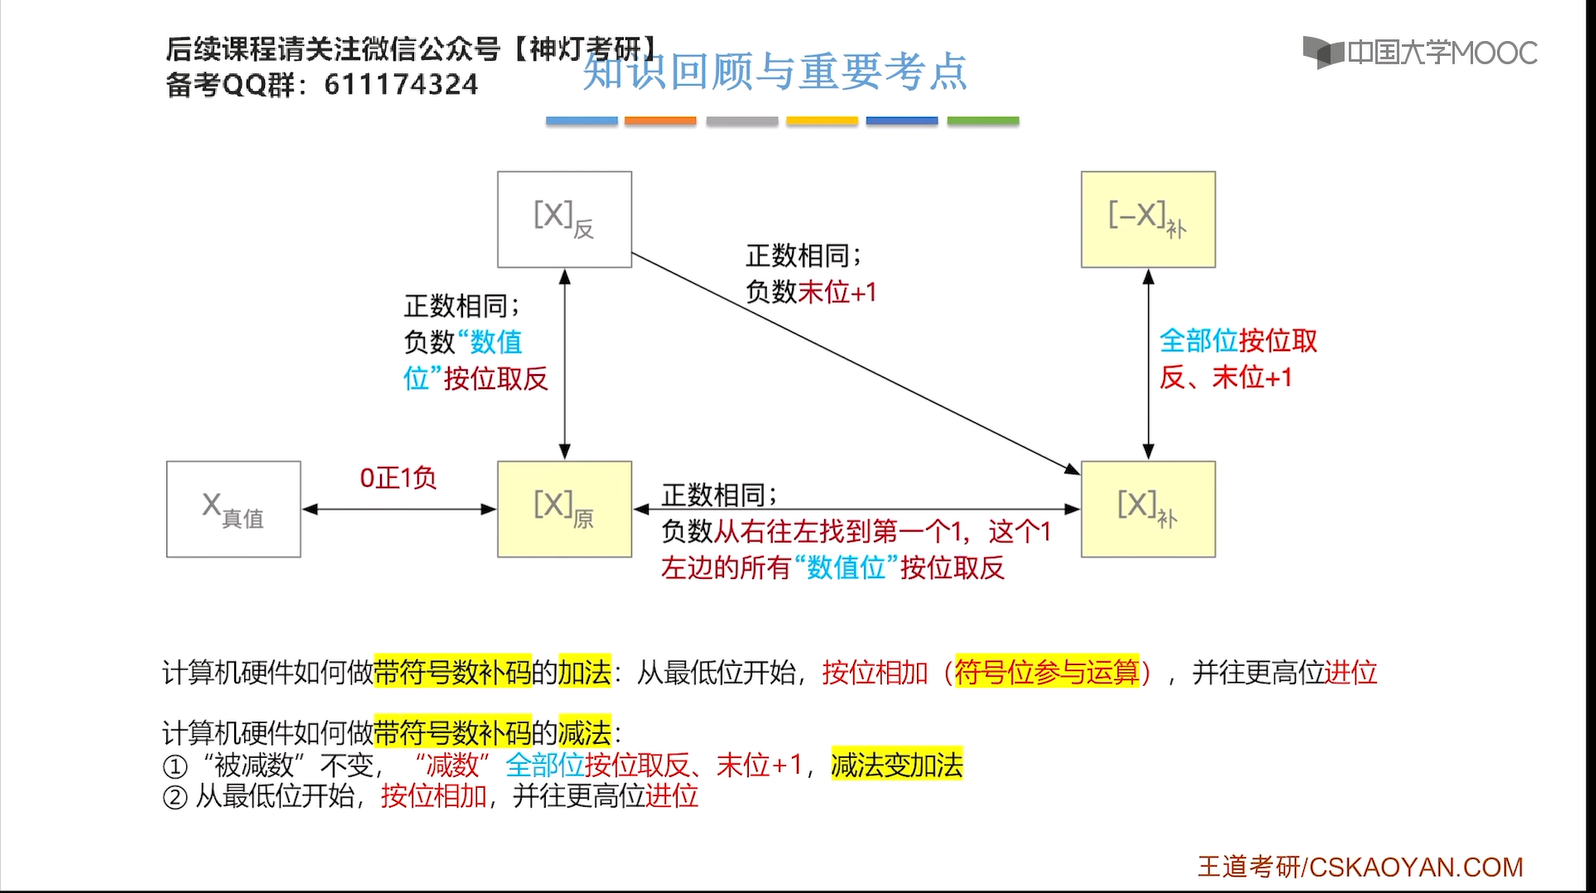 后续课程请关注微信公众号【神灯考研】
备考QQ群：611174324
知识回顾与重要考点
中国大学MOOC
[X]反
[-X]补
正数相同；
负数末位+1
正数相同；
负数“数值
位”按位取反
全部位按位取
反、末位+1
X真值
0正1负
[X]原
正数相同；
负数从右往左找到第一个1，这个1
左边的所有“数值位”按位取反
[X]补
计算机硬件如何做带符号数补码的加法：从最低位开始，按位相加（符号位参与运算），并往更高位进位
计算机硬件如何做带符号数补码的减法：
①“被减数”不变，“减数”全部位按位取反、末位+1，减法变加法
② 从最低位开始，按位相加，并往更高位进位
王道考研/CSKAOYAN.COM